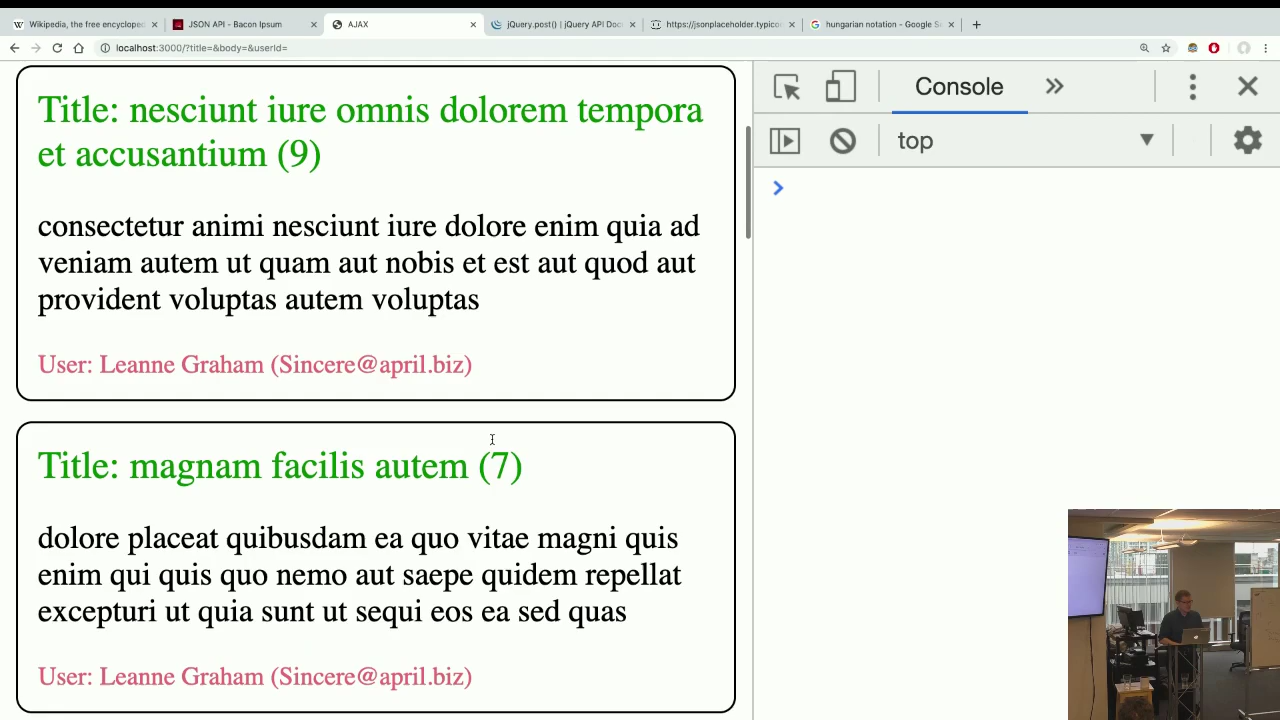 Wikipedia, the free encycloped
JSON API - Bacon Ipsum
AJAX
jQuery.post() | jQuery API Doc
https://jsonplaceholder.typico
hungarian notation - Google S
localhost:3000/?title=&body=&userId=
Title: nesciunt iure omnis dolorem tempora
et accusantium (9)
consectetur animi nesciunt iure dolore enim quia ad
veniam autem ut quam aut nobis et est aut quod aut
provident voluptas autem voluptas
User: Leanne Graham (Sincere@april.biz)
Title: magnam facilis autem (7)
dolore placeat quibusdam ea quo vitae magni quis
enim qui quis quo nemo aut saepe quidem repellat
excepturi ut quia sunt ut sequi eos ea sed quas
User: Leanne Graham (Sincere@april.biz)
Console
top